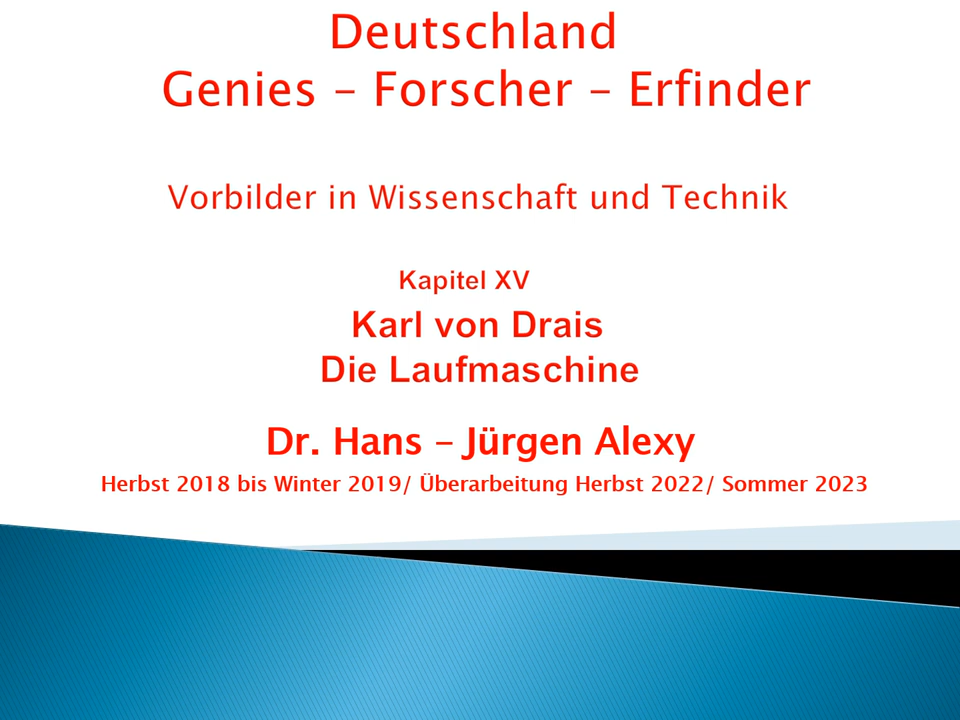 Deutschland
Genies – Forscher – Erfinder
Vorbilder in Wissenschaft und Technik
Kapitel XV
Karl von Drais
Die Laufmaschine
Dr. Hans – Jürgen Alexy
Herbst 2018 bis Winter 2019/ Überarbeitung Herbst 2022/ Sommer 2023